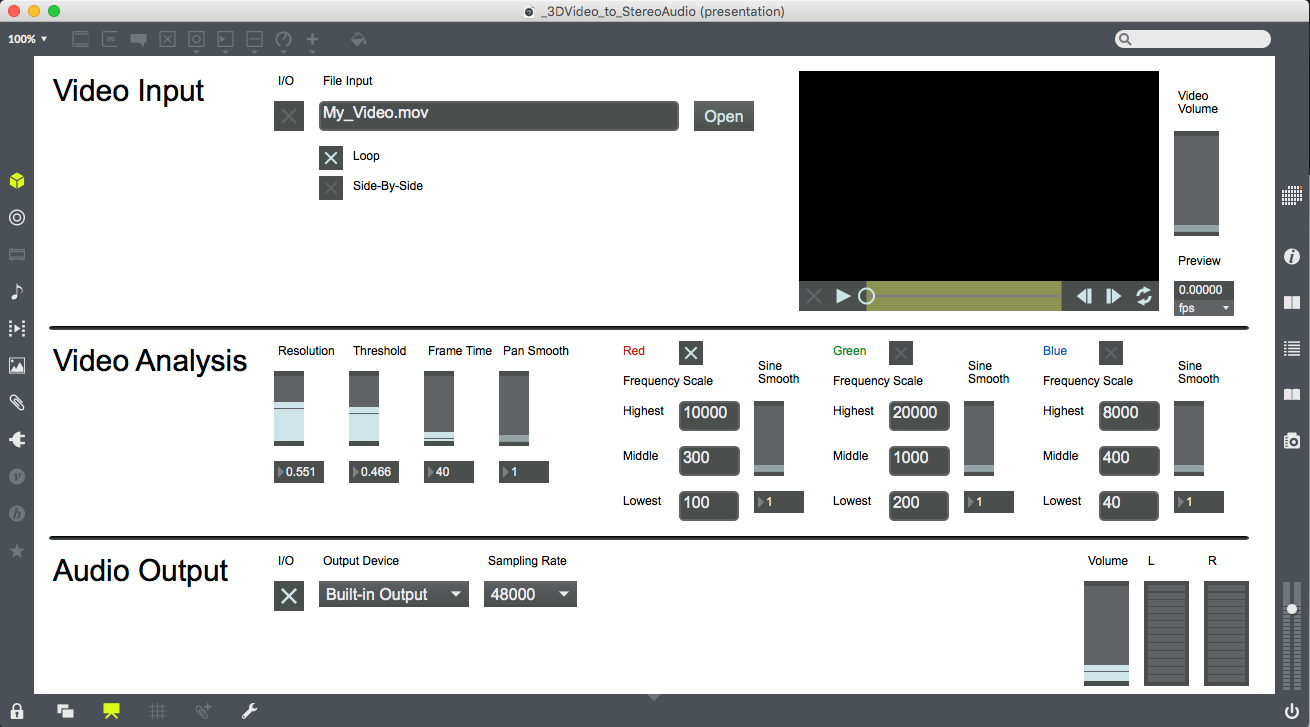 _3DVideo_to_StereoAudio (presentation)
100%
Video Input
I/O
File Input
My_Video.mov
Open
Loop
Side-By-Side
Video
Volume
Preview
0.00000
fps
Video Analysis
Resolution
Threshold
Frame Time
Pan Smooth
0.551
0.466
40
1
Red
Frequency Scale
Sine
Smooth
Highest
10000
Middle
300
Lowest
100
1
Green
Frequency Scale
Sine
Smooth
Highest
20000
Middle
1000
Lowest
200
1
Blue
Frequency Scale
Sine
Smooth
Highest
8000
Middle
400
Lowest
40
1
Audio Output
I/O
Output Device
Built-in Output
Sampling Rate
48000
Volume
L
R